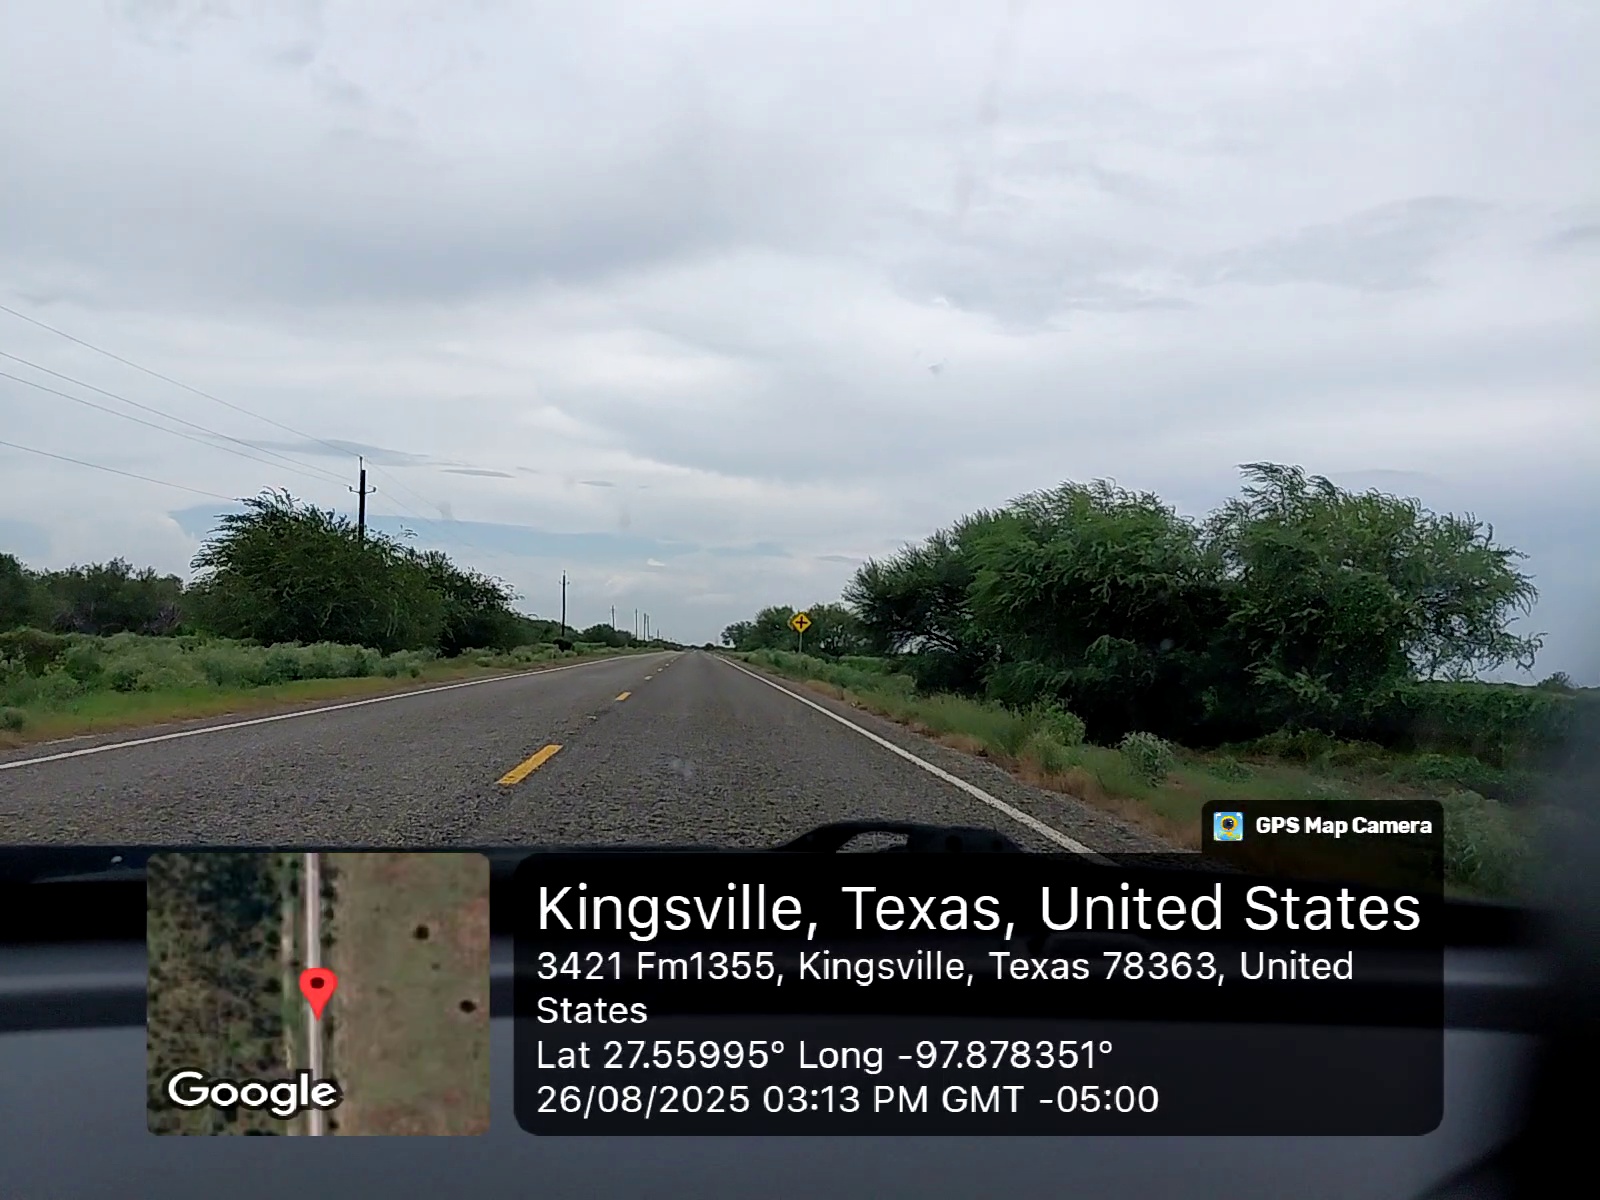 GPS Map Camera
Kingsville, Texas, United States
3421 Fm1355, Kingsville, Texas 78363, United
States
Lat 27.55995° Long -97.878351°
26/08/2025 03:13 PM GMT -05:00
Google